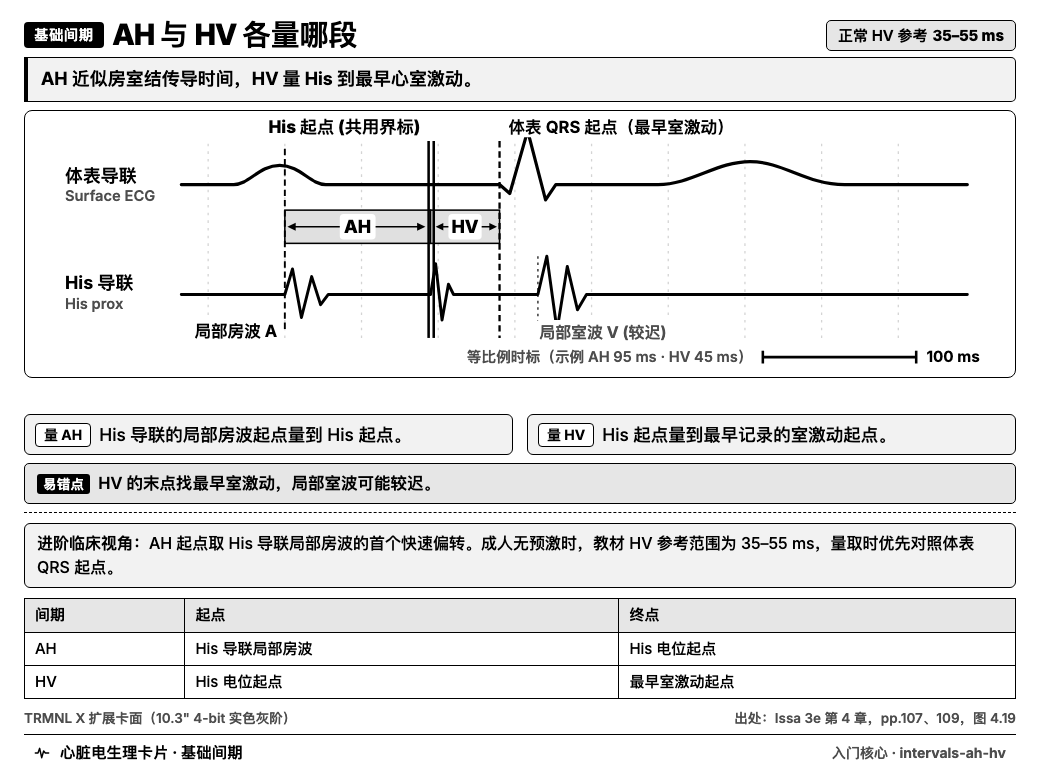 基础间期 AH 与 HV 各量哪段
正常 HV 参考 35–55 ms
AH 近似房室结传导时间，HV 量 His 到最早心室激动。
His 起点 (共用界标)
体表 QRS 起点（最早室激动）
体表导联
Surface ECG
AH
HV
His 导联
His prox
局部房波 A
局部室波 V (较迟)
等比例时标（示例 AH 95 ms · HV 45 ms）
100 ms
量 AH His 导联的局部房波起点量到 His 起点。
量 HV His 起点量到最早记录的室激动起点。
易错点 HV 的末点找最早室激动，局部室波可能较迟。
进阶临床视角：AH 起点取 His 导联局部房波的首个快速偏转。成人无预激时，教材 HV 参考范围为 35–55 ms，量取时优先对照体表
QRS 起点。
间期 起点 终点
AH His 导联局部房波 His 电位起点
HV His 电位起点 最早室激动起点
TRMNL X 扩展卡面（10.3" 4-bit 实色灰阶）
出处：Issa 3e 第 4 章，pp.107、109，图 4.19
心脏电生理卡片 · 基础间期
入门核心 · intervals-ah-hv